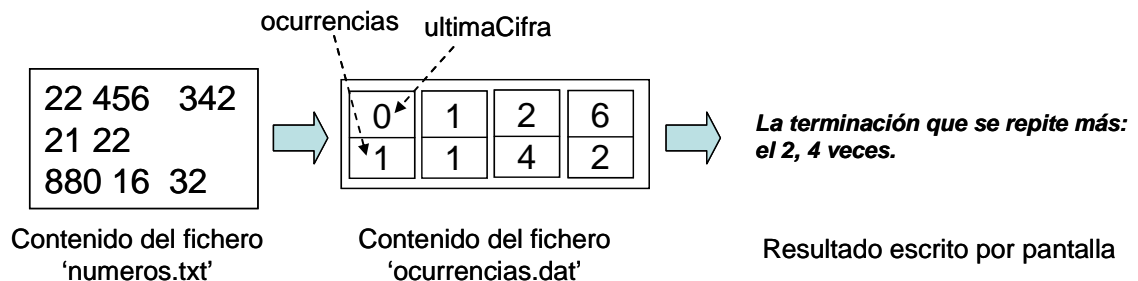 ocurrencias ultimaCifra
22 456 342
21 22
880 16 32
0 1 2 6
1 1 4 2
La terminación que se repite más:
el 2, 4 veces.
Contenido del fichero
‘numeros.txt’
Contenido del fichero
‘ocurrencias.dat’
Resultado escrito por pantalla